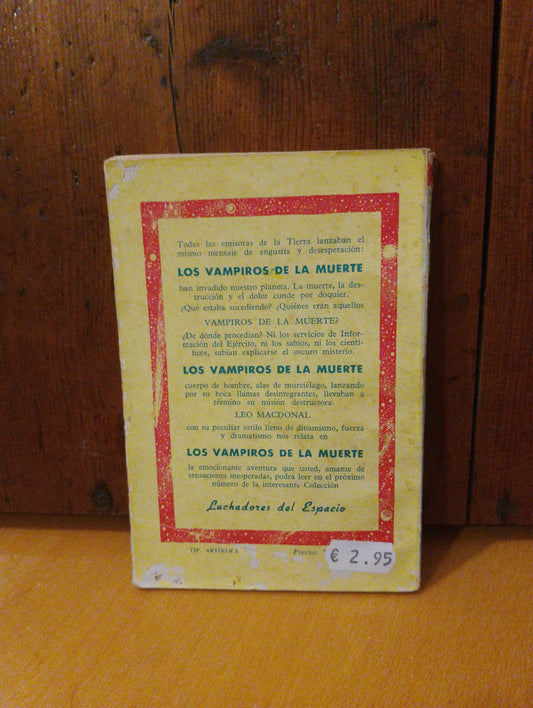 Todas las emisoras de la Tierra lanzaban el
mismo mensaje de angustia y desesperación:
LOS VAMPIROS DE LA MUERTE
han invadido nuestro planeta. La muerte, la des-
trucción y el dolor cunde por doquier.
¿Qué estaba sucediendo? ¿Quiénes eran aquellos
VAMPIROS DE LA MUERTE?
¿De dónde procedían? Ni los servicios de Infor-
mación del Ejército, ni los sabios, ni los cientí-
ficos, sabían explicarse el oscuro misterio.
LOS VAMPIROS DE LA MUERTE
cuerpo de hombre, alas de murciélago, lanzando
por su boca llamas desintegrantes, llevaban a
término su misión destructora.
LEO MACDONAL
con su peculiar estilo lleno de dinamismo, fuerza
y dramatismo nos relata en
LOS VAMPIROS DE LA MUERTE
la emocionante aventura que usted, amante de
sensaciones inesperadas, podrá leer en el próximo
número de la interesante Colección
Luchadores del Espacio
TIP. ARTÍSTICA
Precio:
€ 2.95